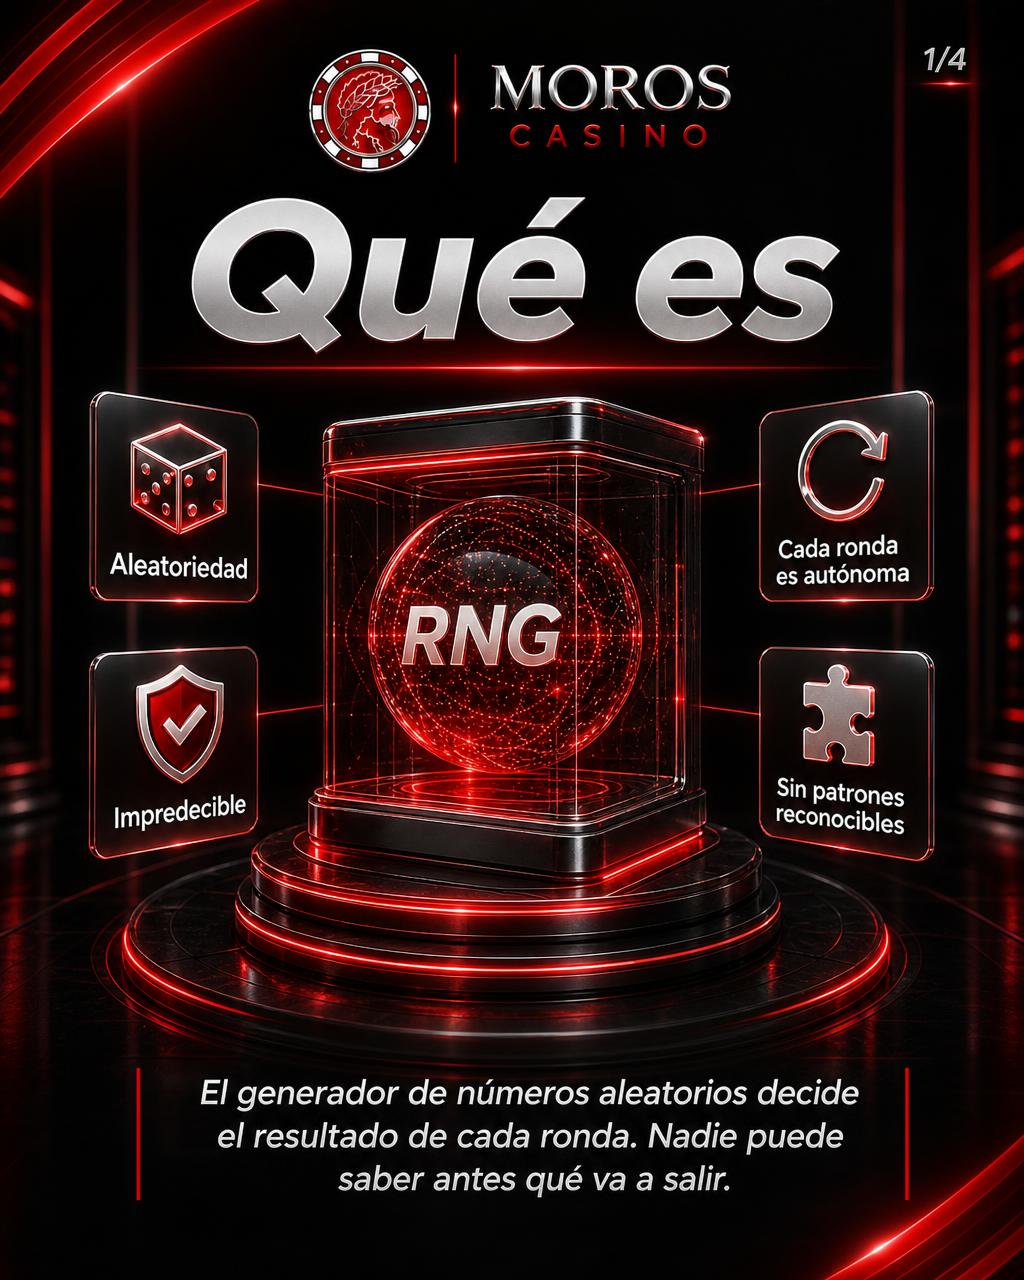 MOROS
CASINO
1/4
Qué es
Aleatoriedad
Cada ronda
es autónoma
RNG
Impredecible
Sin patrones
reconocibles
El generador de números aleatorios decide
el resultado de cada ronda. Nadie puede
saber antes qué va a salir.